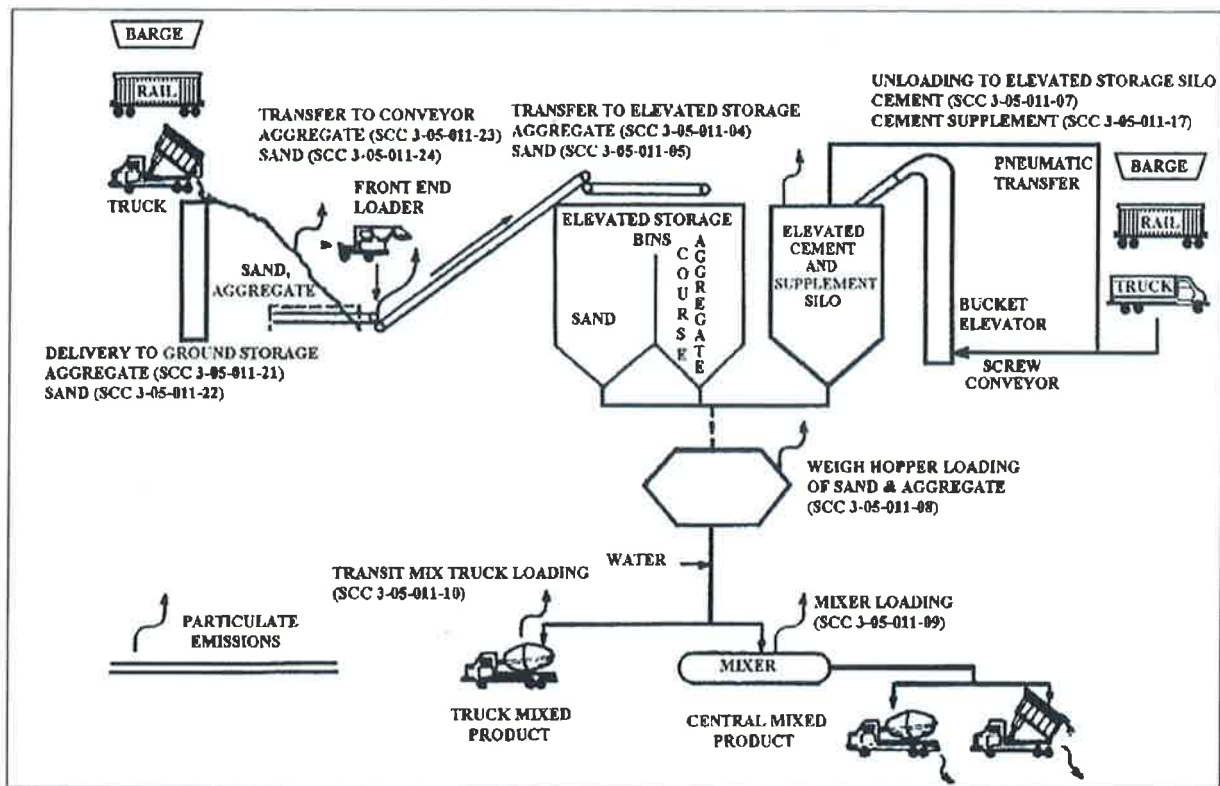 BARGE
RAIL
TRUCK
TRANSFER TO CONVEYOR
AGGREGATE (SCC 3-05-011-23)
SAND (SCC 3-05-011-24)
FRONT END
LOADER
TRANSFER TO ELEVATED STORAGE
AGGREGATE (SCC 3-05-011-04)
SAND (SCC 3-05-011-05)
UNLOADING TO ELEVATED STORAGE SILO
CEMENT (SCC 3-05-011-07)
CEMENT SUPPLEMENT (SCC 3-05-011-17)
PNEUMATIC
TRANSFER
BARGE
RAIL
TRUCK
SAND,
AGGREGATE
ELEVATED STORAGE
BINS
SAND
COURSE
AGGREGATE
ELEVATED
CEMENT
AND
SUPPLEMENT
SILO
BUCKET
ELEVATOR
SCREW
CONVEYOR
DELIVERY TO GROUND STORAGE
AGGREGATE (SCC 3-05-011-21)
SAND (SCC 3-05-011-22)
WEIGH HOPPER LOADING
OF SAND & AGGREGATE
(SCC 3-05-011-08)
WATER
TRANSIT MIX TRUCK LOADING
(SCC 3-05-011-10)
MIXER LOADING
(SCC 3-05-011-09)
PARTICULATE
EMISSIONS
MIXER
TRUCK MIXED
PRODUCT
CENTRAL MIXED
PRODUCT